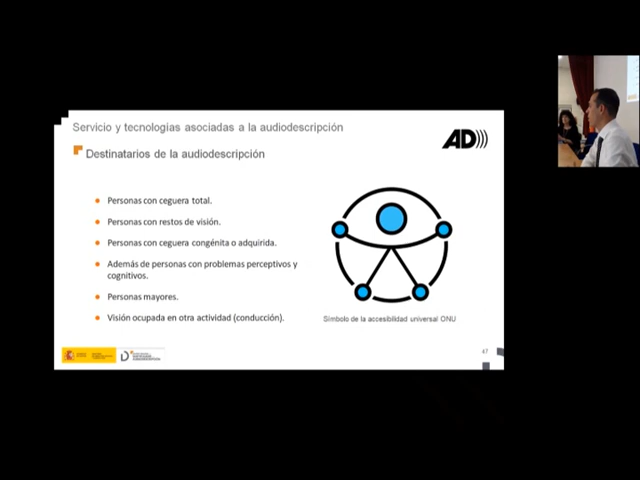 Servicio y tecnologías asociadas a la audiodescripción
Destinatarios de la audiodescripción
AD)))
Personas con ceguera total.
Personas con restos de visión.
Personas con ceguera congénita o adquirida.
Además de personas con problemas perceptivos y
cognitivos.
Personas mayores.
Visión ocupada en otra actividad (conducción).
Símbolo de la accesibilidad universal ONU
47